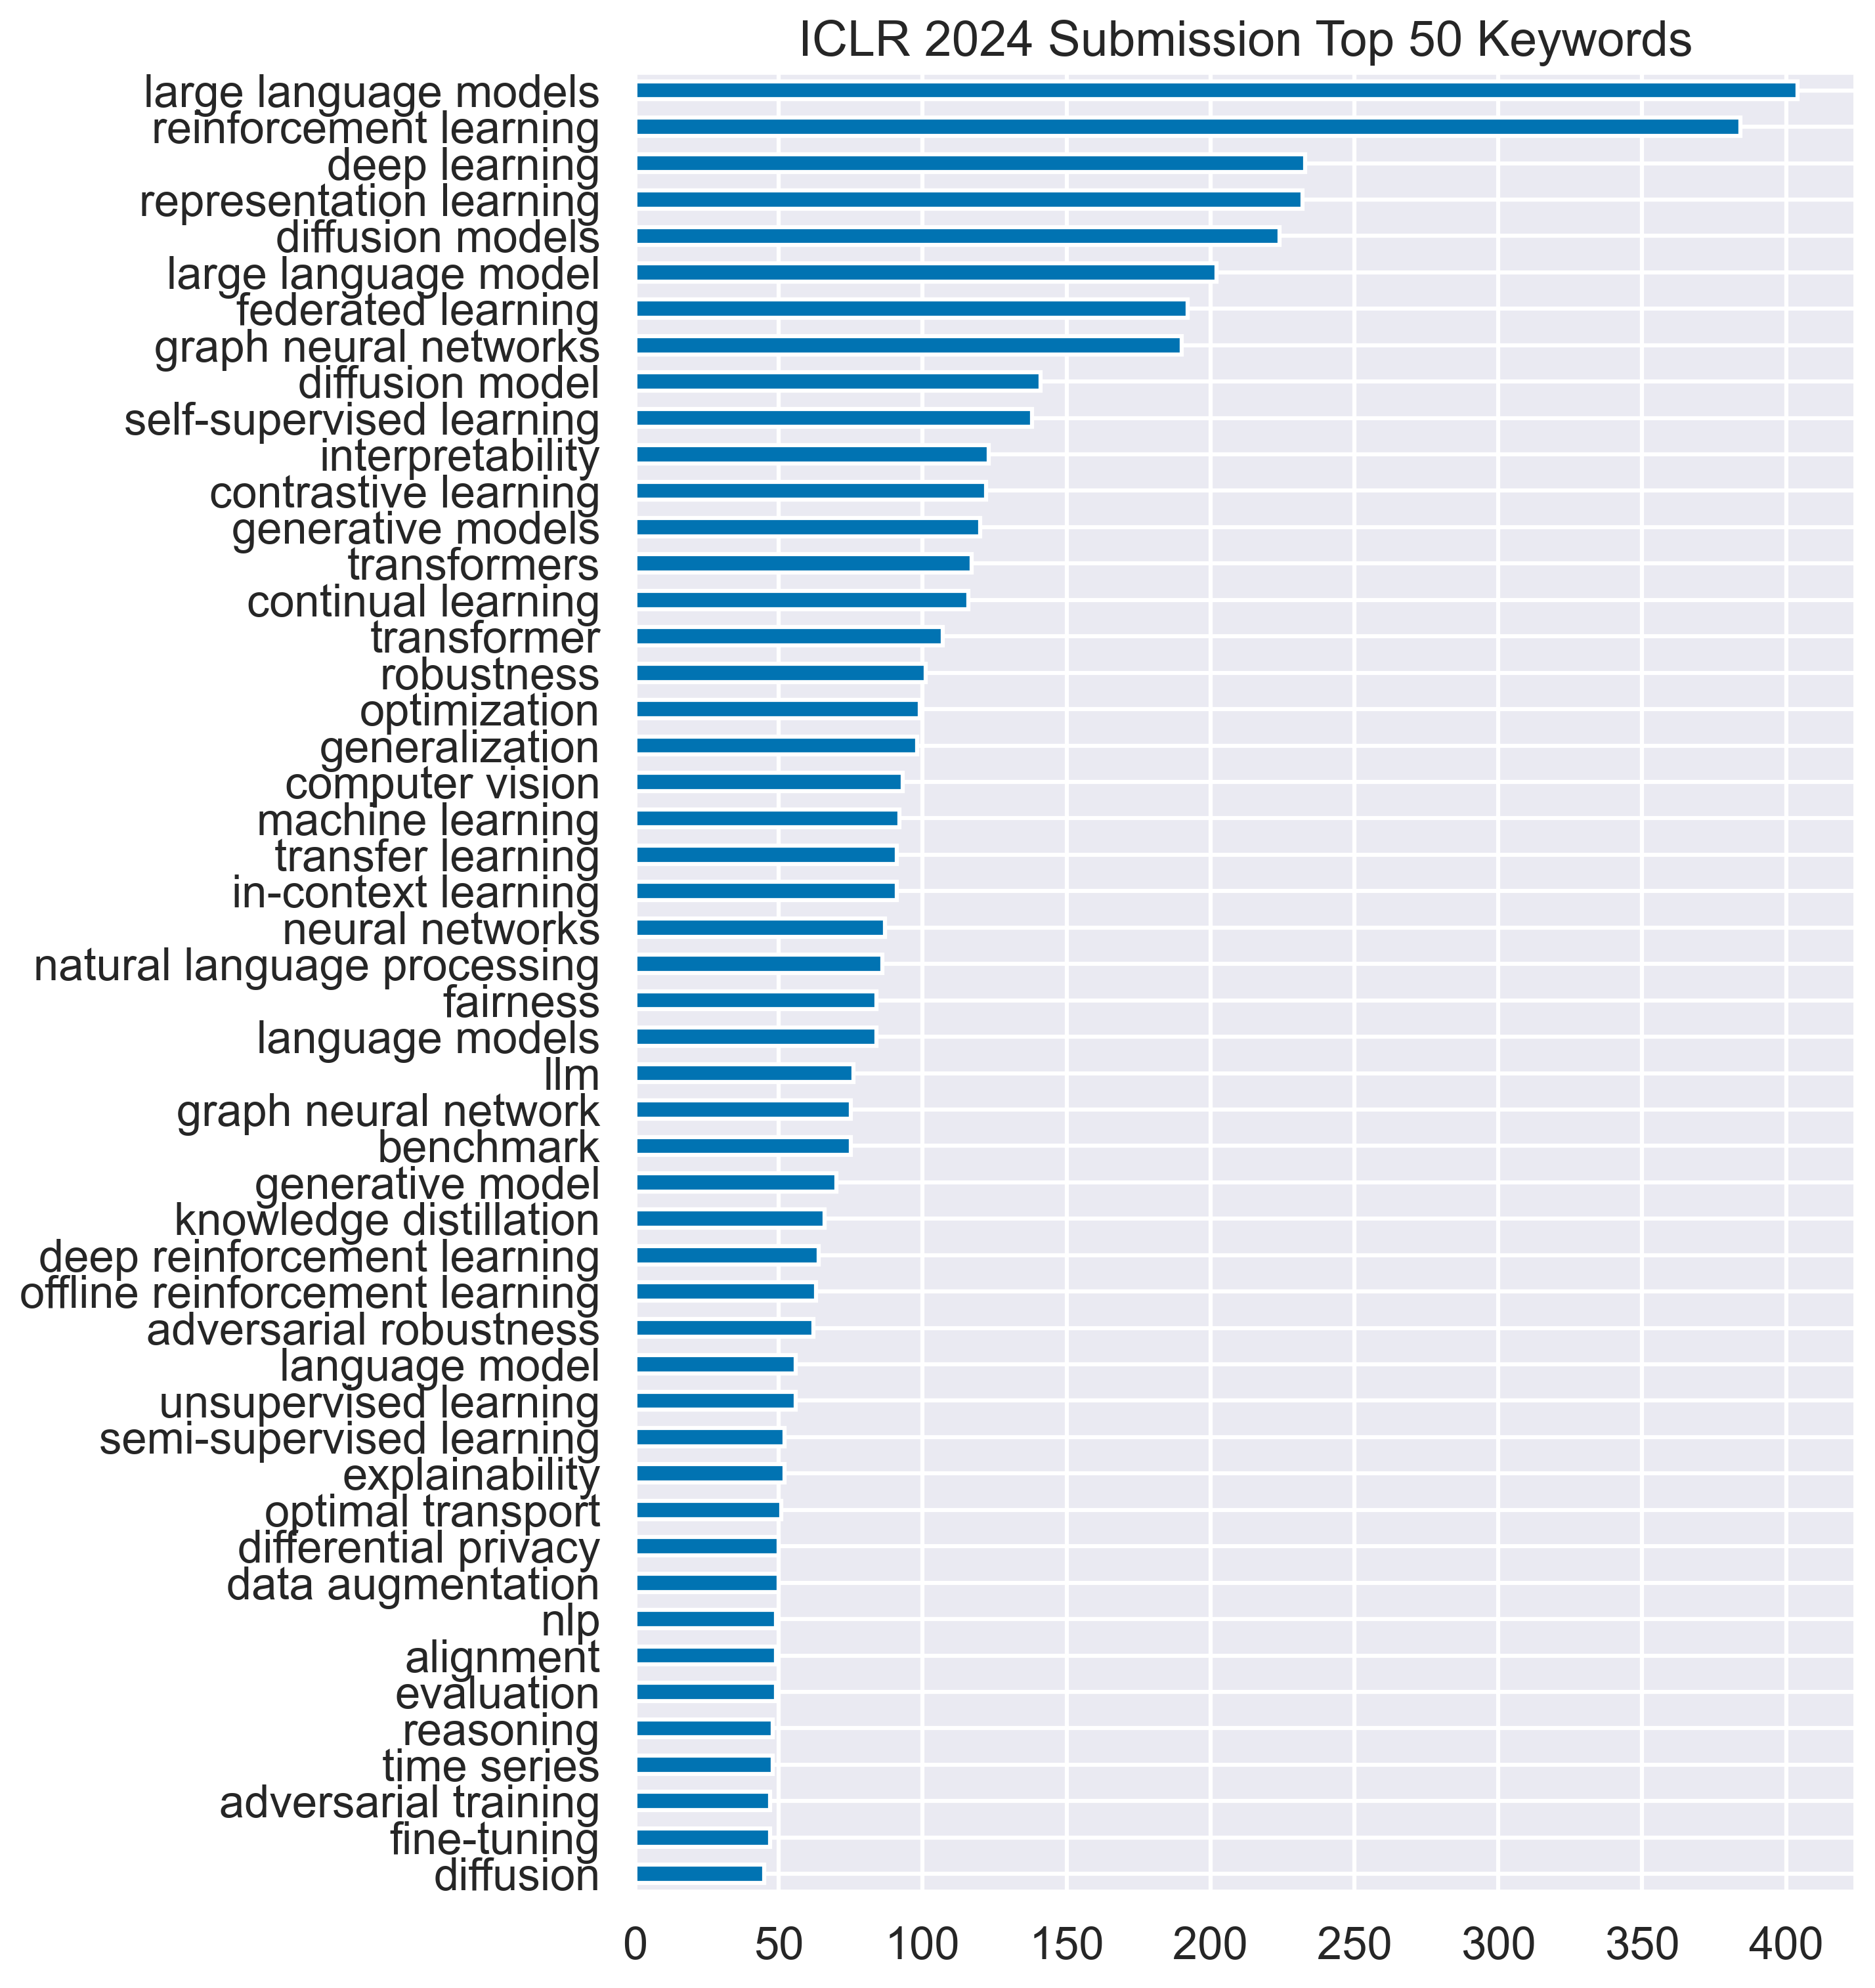 ICLR 2024 Submission Top 50 Keywords
large language models
reinforcement learning
deep learning
representation learning
diffusion models
large language model
federated learning
graph neural networks
diffusion model
self-supervised learning
interpretability
contrastive learning
generative models
transformers
continual learning
transformer
robustness
optimization
generalization
computer vision
machine learning
transfer learning
in-context learning
neural networks
natural language processing
fairness
language models
llm
graph neural network
benchmark
generative model
knowledge distillation
deep reinforcement learning
offline reinforcement learning
adversarial robustness
language model
unsupervised learning
semi-supervised learning
explainability
optimal transport
differential privacy
data augmentation
nlp
alignment
evaluation
reasoning
time series
adversarial training
fine-tuning
diffusion
0 50 100 150 200 250 300 350 400